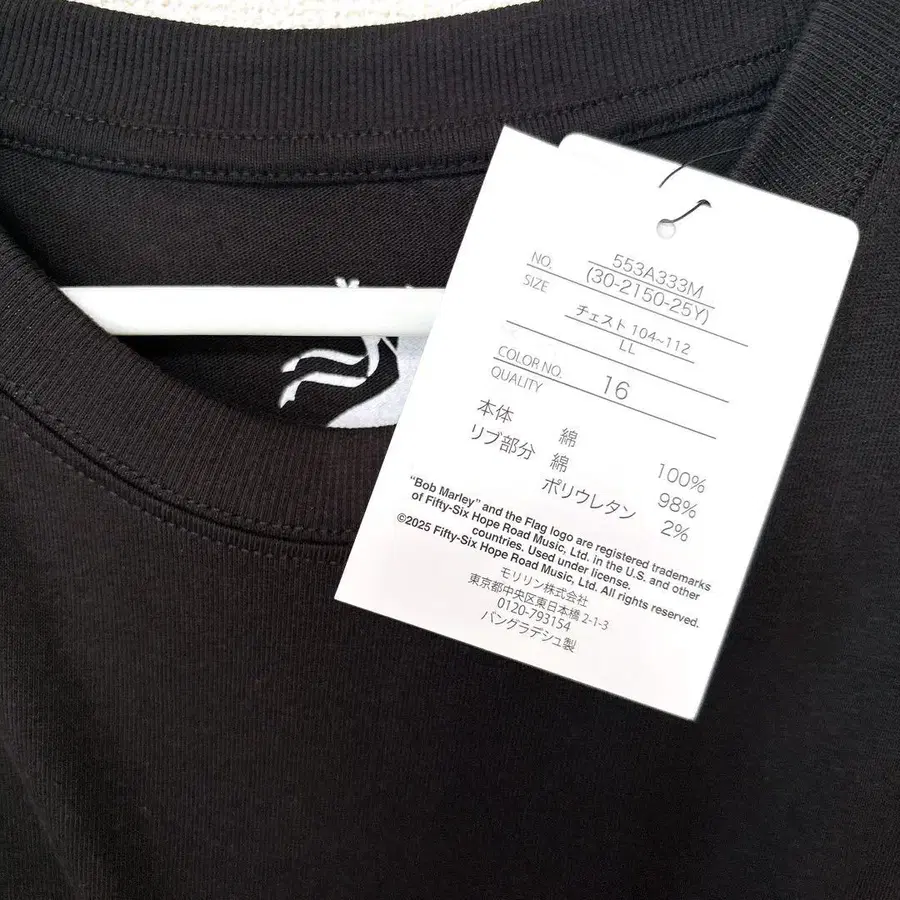 NO. 553A333M
(30-2150-25Y)
SIZE チェスト 104~112
LL
COLOR NO. 16
QUALITY
本体 綿 100%
リブ部分 綿 98%
ポリウレタン 2%
"Bob Marley" and the Flag logo are registered trademarks
of Fifty-Six Hope Road Music, Ltd. in the U.S. and other
countries. Used under license.
©2025 Fifty-Six Hope Road Music, Ltd. All rights reserved.
モリリン株式会社
東京都中央区東日本橋 2-1-3
0120-793154
バングラデシュ製